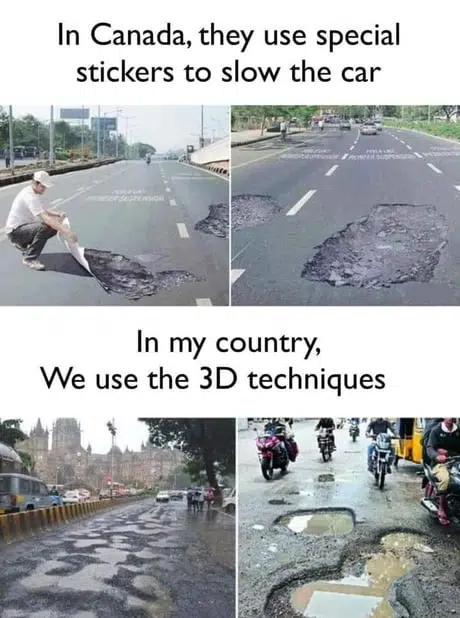 In Canada, they use special
stickers to slow the car
In my country,
We use the 3D techniques